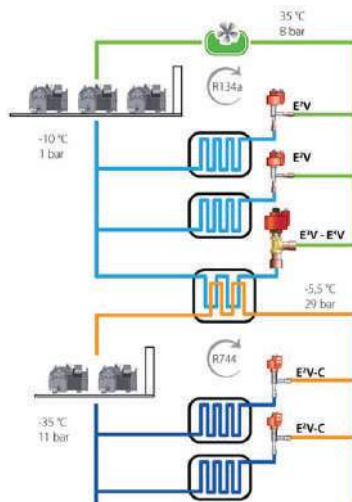 35 °C
8 bar
R134a
E²V
-10 °C
1 bar
E²V
E²V - E³V
-5,5 °C
29 bar
R744
E²V-C
-35 °C
11 bar
E²V-C